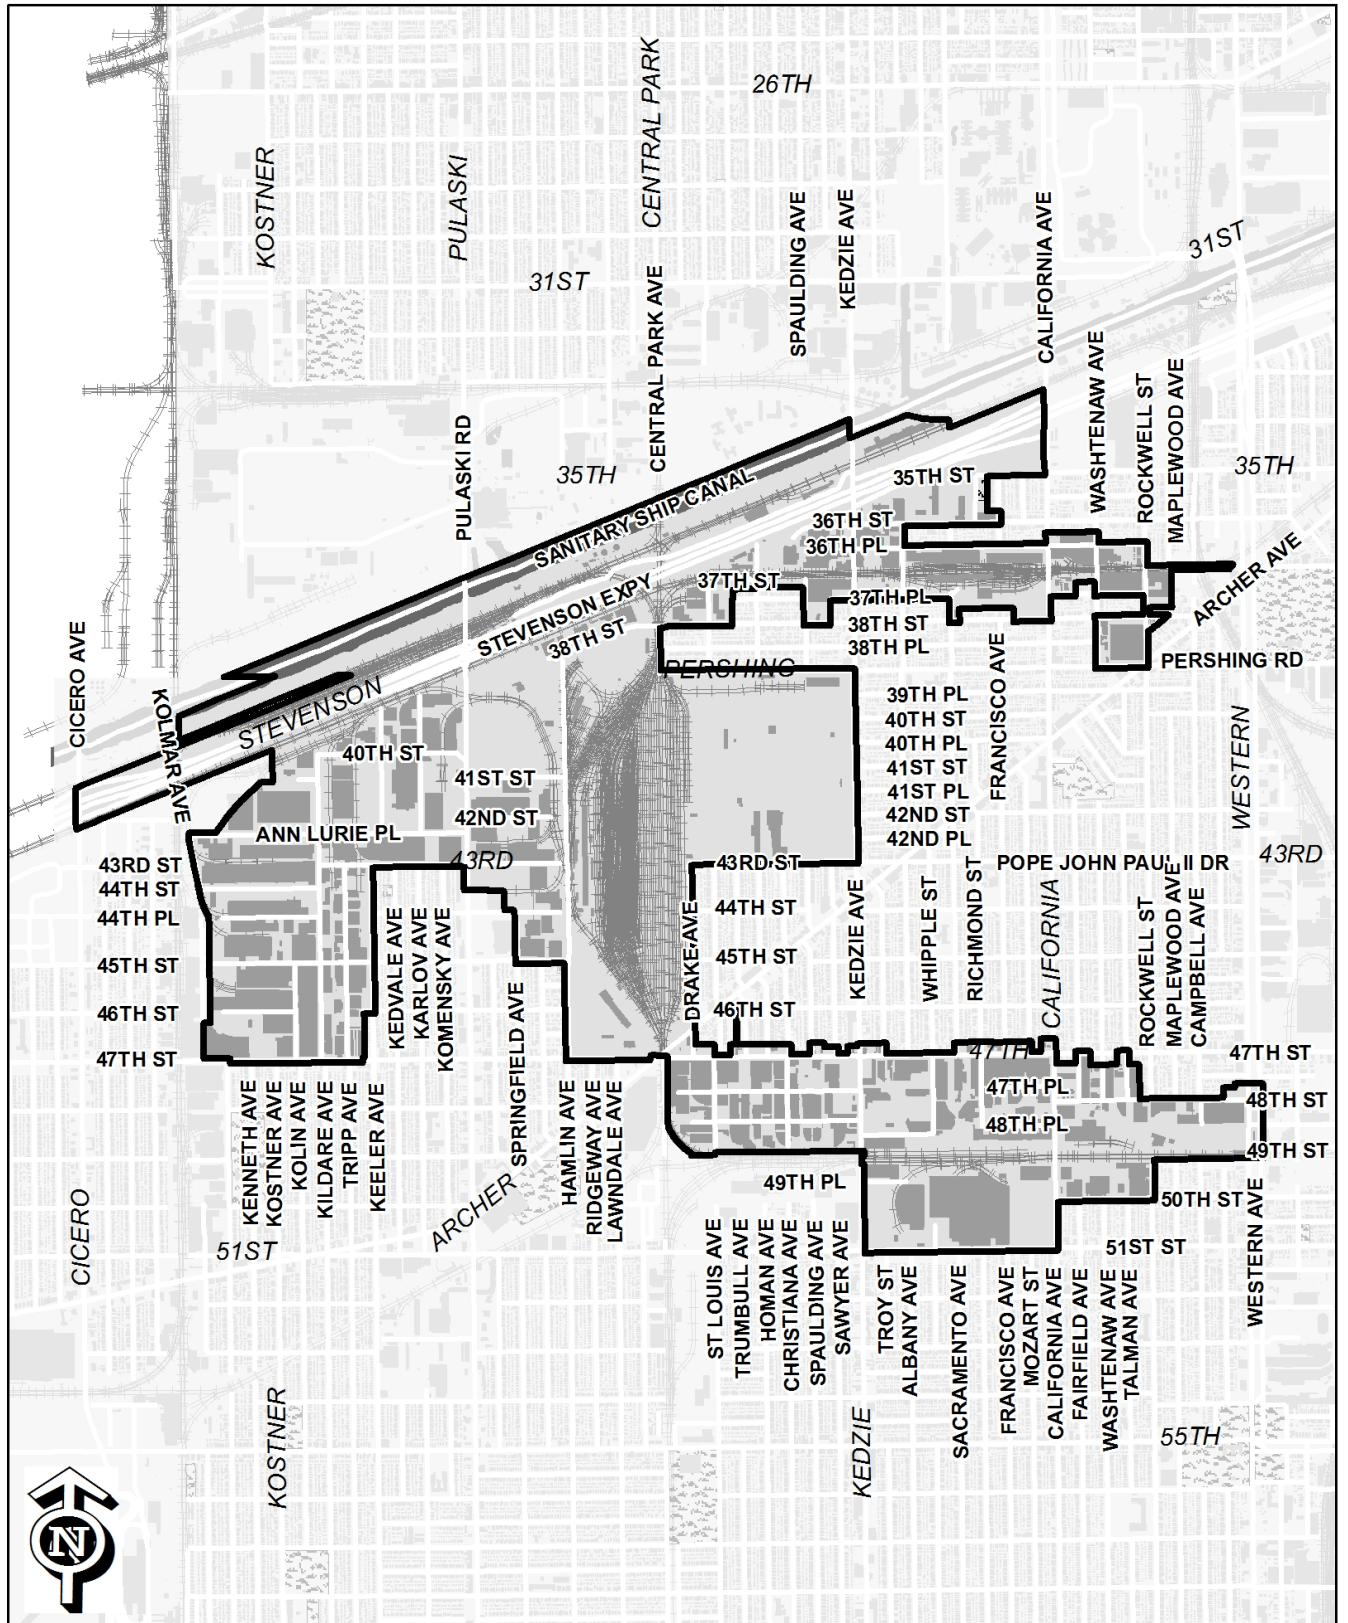 26TH
CENTRAL PARK
KOSTNER
PULASKI
SPAULDING AVE
KEDZIE AVE
CALIFORNIA AVE
31ST
31ST
CENTRAL PARK AVE
WASHTENAW AVE
ROCKWELL ST
MAPLEWOOD AVE
PULASKI RD
35TH
35TH ST
35TH
SANITARY SHIP CANAL
36TH ST
36TH PL
ARCHER AVE
STEVENSON EXPY
37TH ST
37TH PL
38TH ST
38TH ST
38TH PL
FRANCISCO AVE
PERSHING
PERSHING RD
CICERO AVE
KOLMAR AVE
STEVENSON
39TH PL
40TH ST
40TH PL
41ST ST
41ST PL
42ND ST
42ND PL
WESTERN
40TH ST
41ST ST
42ND ST
ANN LURIE PL
43RD
43RD ST
43RD ST
POPE JOHN PAUL II DR
43RD
44TH ST
44TH PL
45TH ST
46TH ST
47TH ST
KEDVALE AVE
KARLOV AVE
KOMENSKY AVE
SPRINGFIELD AVE
DRAKE AVE
44TH ST
45TH ST
46TH ST
KEDZIE AVE
WHIPPLE ST
RICHMOND ST
CALIFORNIA
ROCKWELL ST
MAPLEWOOD AVE
CAMPBELL AVE
47TH
47TH ST
47TH PL
48TH PL
48TH ST
49TH ST
49TH PL
50TH ST
51ST ST
KENNETH AVE
KOSTNER AVE
KOLIN AVE
KILDARE AVE
TRIPP AVE
KEELER AVE
HAMLIN AVE
RIDGEWAY AVE
LAWNDALE AVE
ARCHER
CICERO
51ST
WESTERN AVE
ST LOUIS AVE
TRUMBULL AVE
HOMAN AVE
CHRISTIANA AVE
SPAULDING AVE
SAWYER AVE
TROY ST
ALBANY AVE
SACRAMENTO AVE
FRANCISCO AVE
MOZART ST
CALIFORNIA AVE
FAIRFIELD AVE
WASHTENAW AVE
TALMAN AVE
KOSTNER
KEDZIE
55TH
N